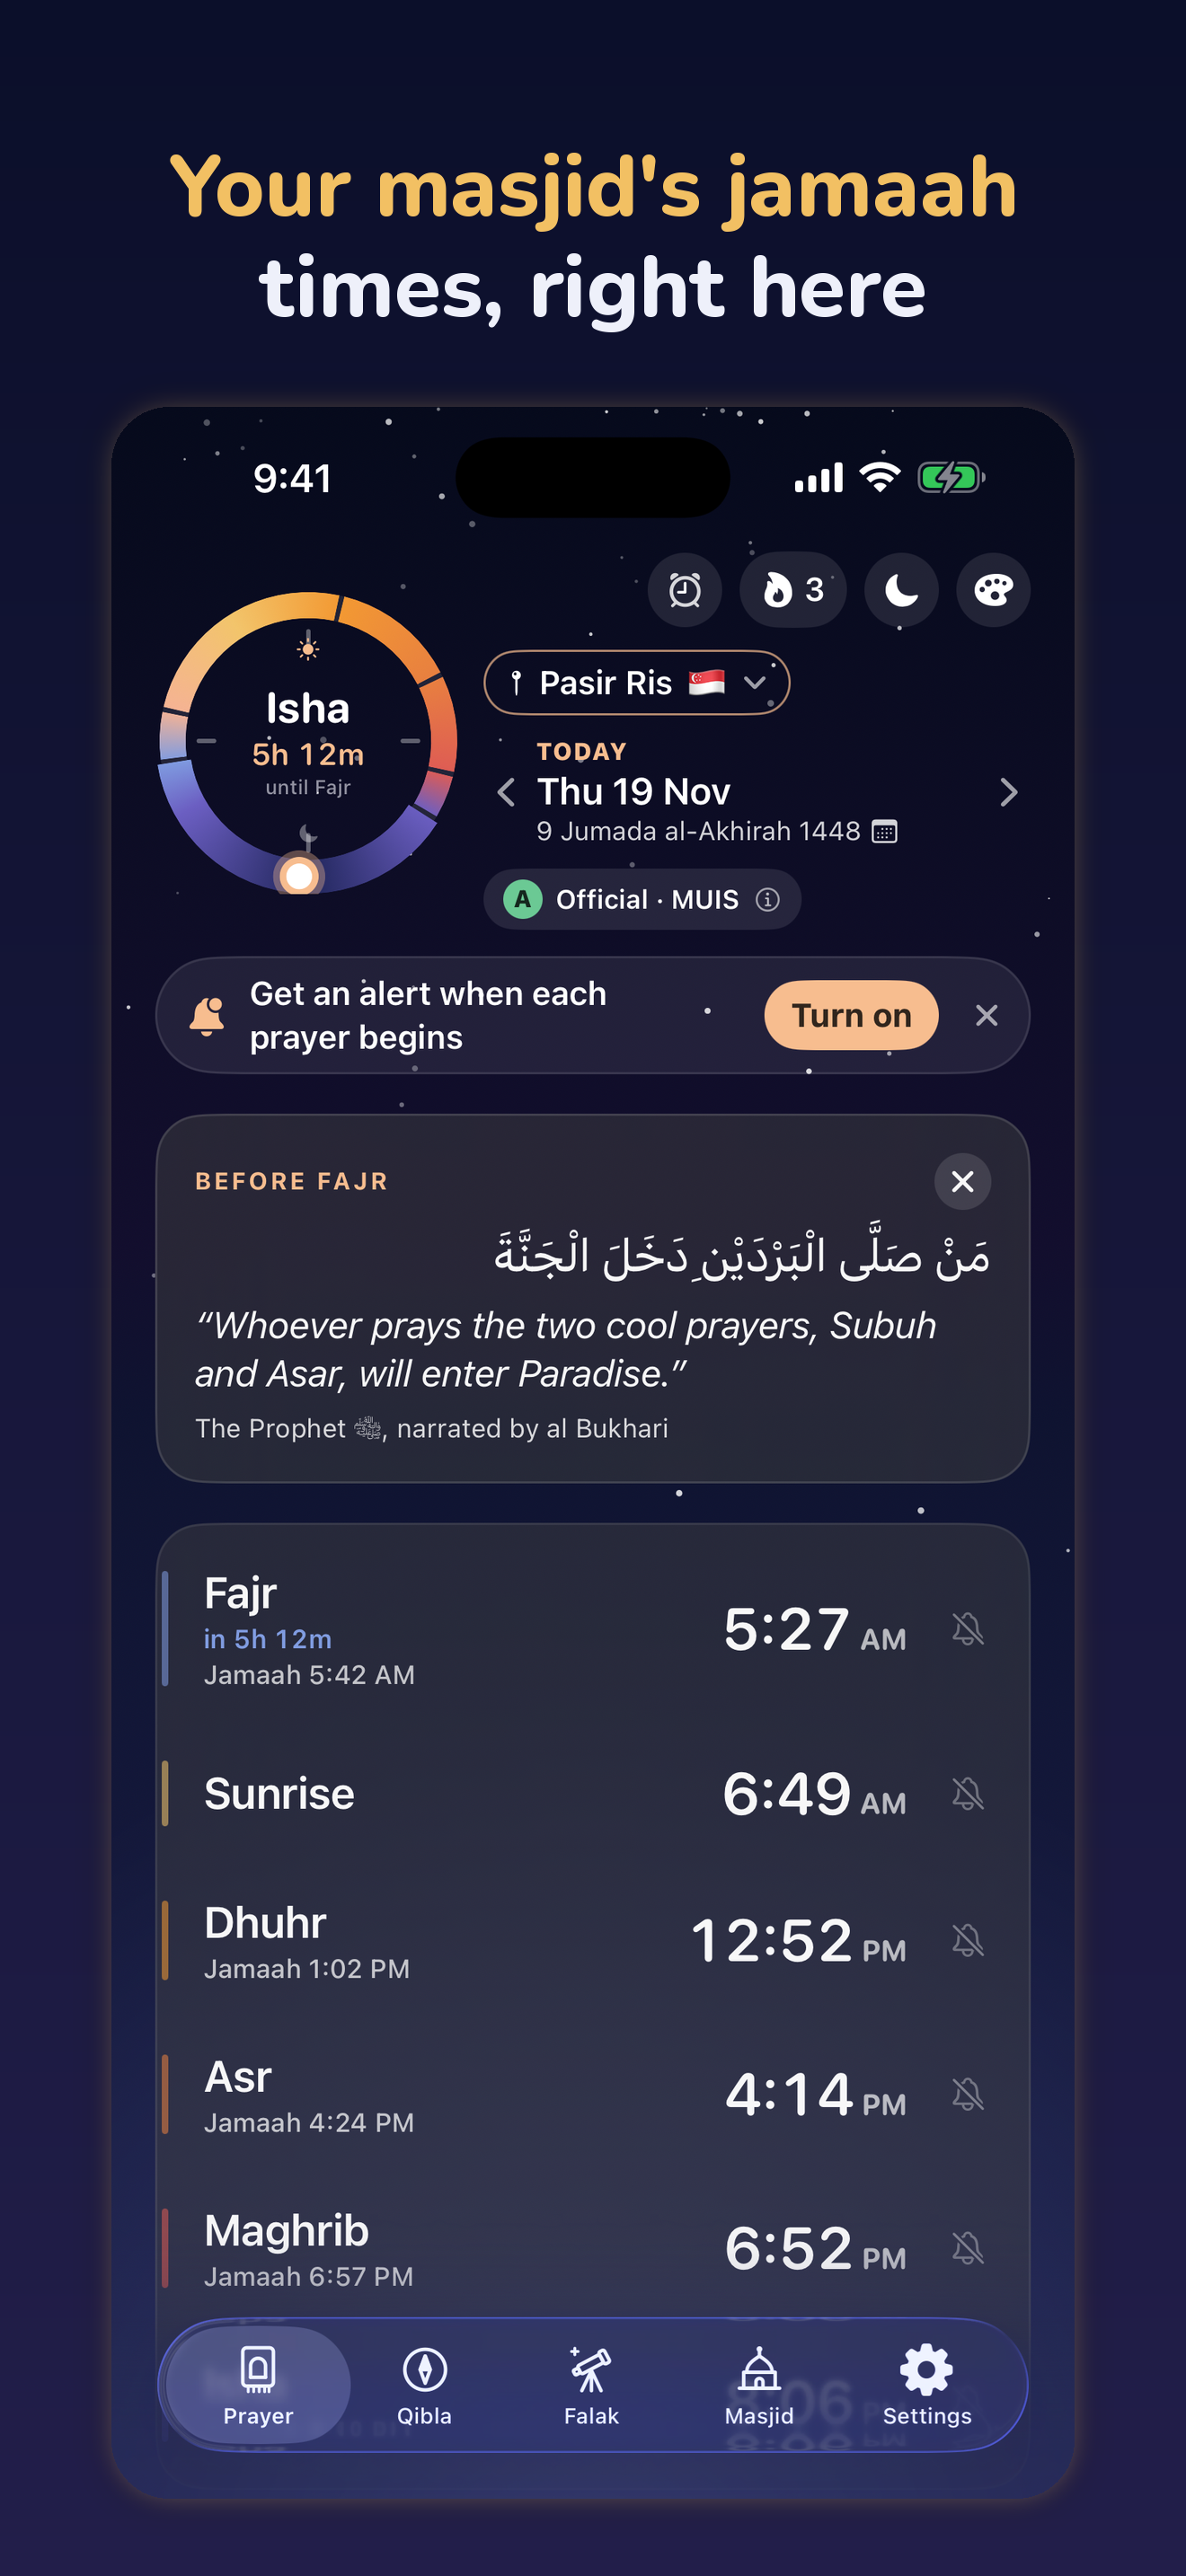 Your masjid's jamaah
times, right here
9:41
3
Isha
5h 12m
until Fajr
Pasir Ris 🇸🇬
TODAY
Thu 19 Nov
9 Jumada al-Akhirah 1448
A Official · MUIS
Get an alert when each
prayer begins
Turn on
BEFORE FAJR
مَنْ صَلَّى الْبَرْدَيْنِ دَخَلَ الْجَنَّةَ
“Whoever prays the two cool prayers, Subuh
and Asar, will enter Paradise.”
The Prophet ﷺ, narrated by al Bukhari
Fajr
in 5h 12m
Jamaah 5:42 AM
5:27 AM
Sunrise
6:49 AM
Dhuhr
Jamaah 1:02 PM
12:52 PM
Asr
Jamaah 4:24 PM
4:14 PM
Maghrib
Jamaah 6:57 PM
6:52 PM
8:06 PM
Prayer
Qibla
Falak
Masjid
Settings